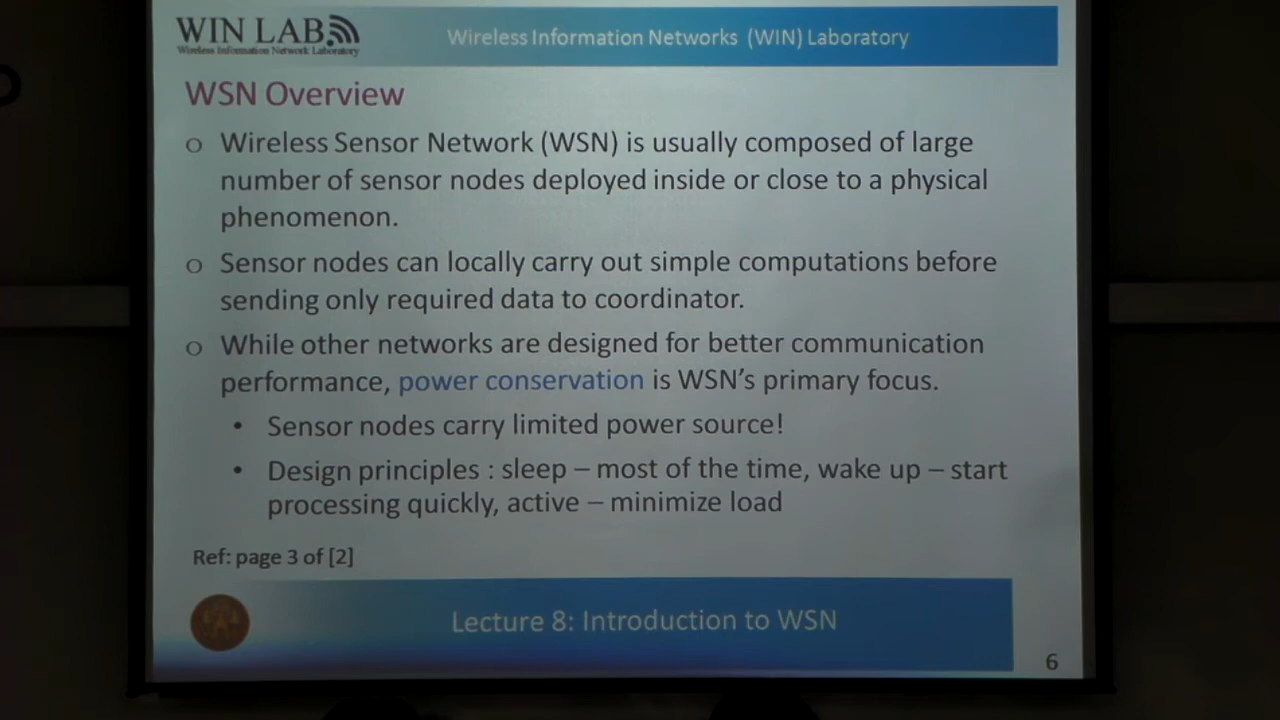 WIN LAB
Wireless Information Network Laboratory
Wireless Information Networks (WIN) Laboratory
WSN Overview
o Wireless Sensor Network (WSN) is usually composed of large
number of sensor nodes deployed inside or close to a physical
phenomenon.
o Sensor nodes can locally carry out simple computations before
sending only required data to coordinator.
o While other networks are designed for better communication
performance, power conservation is WSN's primary focus.
• Sensor nodes carry limited power source!
• Design principles : sleep – most of the time, wake up – start
processing quickly, active – minimize load
Ref: page 3 of [2]
Lecture 8: Introduction to WSN
6